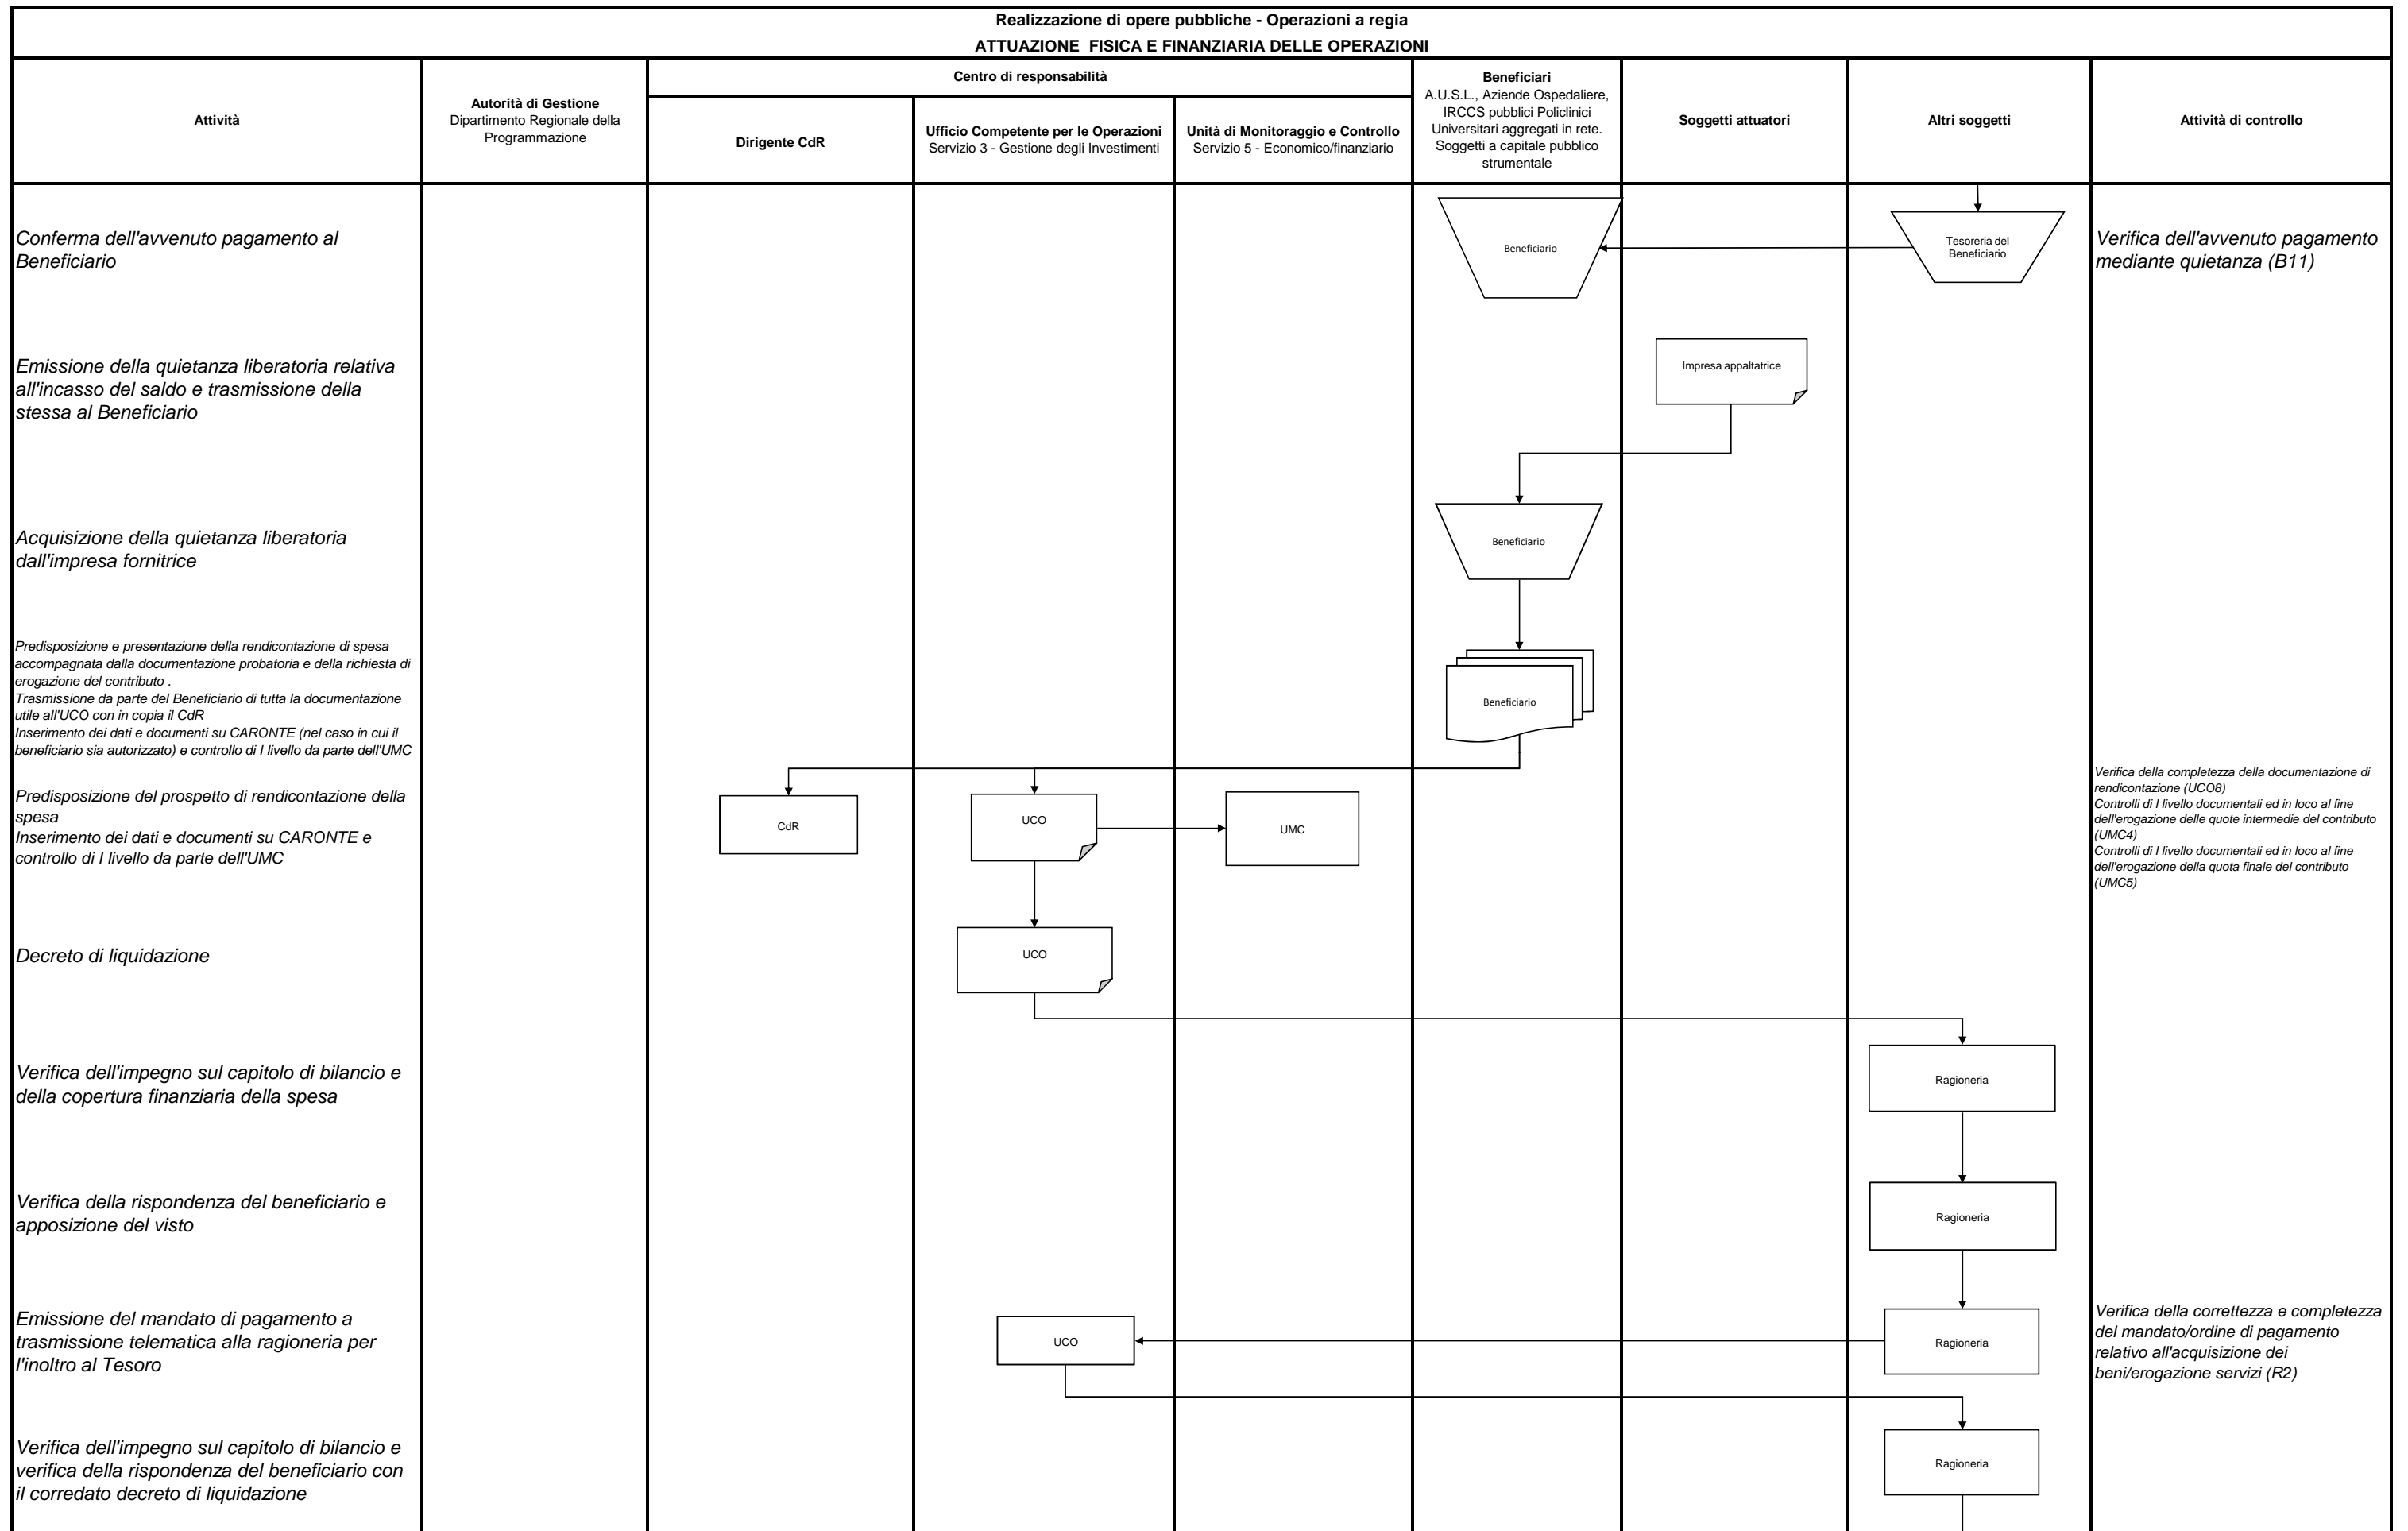 Realizzazione di opere pubbliche - Operazioni a regia
ATTUAZIONE  FISICA E FINANZIARIA DELLE OPERAZIONI
Attività
Autorità di Gestione
Dipartimento Regionale della
Programmazione
Centro di responsabilità
Dirigente CdR
Ufficio Competente per le Operazioni
Servizio 3 - Gestione degli Investimenti
Unità di Monitoraggio e Controllo
Servizio 5 - Economico/finanziario
Beneficiari
A.U.S.L., Aziende Ospedaliere,
IRCCS pubblici Policlinici
Universitari aggregati in rete.
Soggetti a capitale pubblico
strumentale
Soggetti attuatori
Altri soggetti
Attività di controllo
Conferma dell'avvenuto pagamento al
Beneficiario
Beneficiario
Tesoreria del
Beneficiario
Verifica dell'avvenuto pagamento
mediante quietanza (B11)
Emissione della quietanza liberatoria relativa
all'incasso del saldo e trasmissione della
stessa al Beneficiario
Impresa appaltatrice
Acquisizione della quietanza liberatoria
dall'impresa fornitrice
Beneficiario
Predisposizione e presentazione della rendicontazione di spesa
accompagnata dalla documentazione probatoria e della richiesta di
erogazione del contributo .
Trasmissione da parte del Beneficiario di tutta la documentazione
utile all'UCO con in copia il CdR
Inserimento dei dati e documenti su CARONTE (nel caso in cui il
beneficiario sia autorizzato) e controllo di I livello da parte dell'UMC
Beneficiario
Predisposizione del prospetto di rendicontazione della
spesa
Inserimento dei dati e documenti su CARONTE e
controllo di I livello da parte dell'UMC
CdR
UCO
UMC
Verifica della completezza della documentazione di
rendicontazione (UCO8)
Controlli di I livello documentali ed in loco al fine
dell'erogazione delle quote intermedie del contributo
(UMC4)
Controlli di I livello documentali ed in loco al fine
dell'erogazione della quota finale del contributo
(UMC5)
Decreto di liquidazione
UCO
Verifica dell'impegno sul capitolo di bilancio e
della copertura finanziaria della spesa
Ragioneria
Verifica della rispondenza del beneficiario e
apposizione del visto
Ragioneria
Emissione del mandato di pagamento a
trasmissione telematica alla ragioneria per
l'inoltro al Tesoro
UCO
Ragioneria
Verifica della correttezza e completezza
del mandato/ordine di pagamento
relativo all'acquisizione dei
beni/erogazione servizi (R2)
Verifica dell'impegno sul capitolo di bilancio e
verifica della rispondenza del beneficiario con
il corredato decreto di liquidazione
Ragioneria